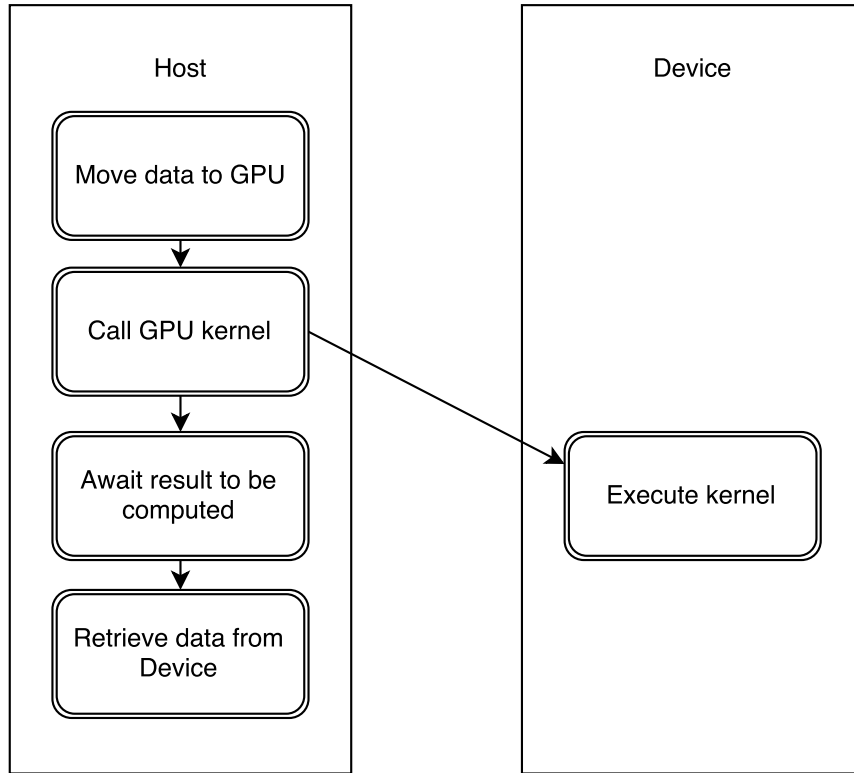 Host
Device
Move data to GPU
Call GPU kernel
Await result to be
computed
Execute kernel
Retrieve data from
Device